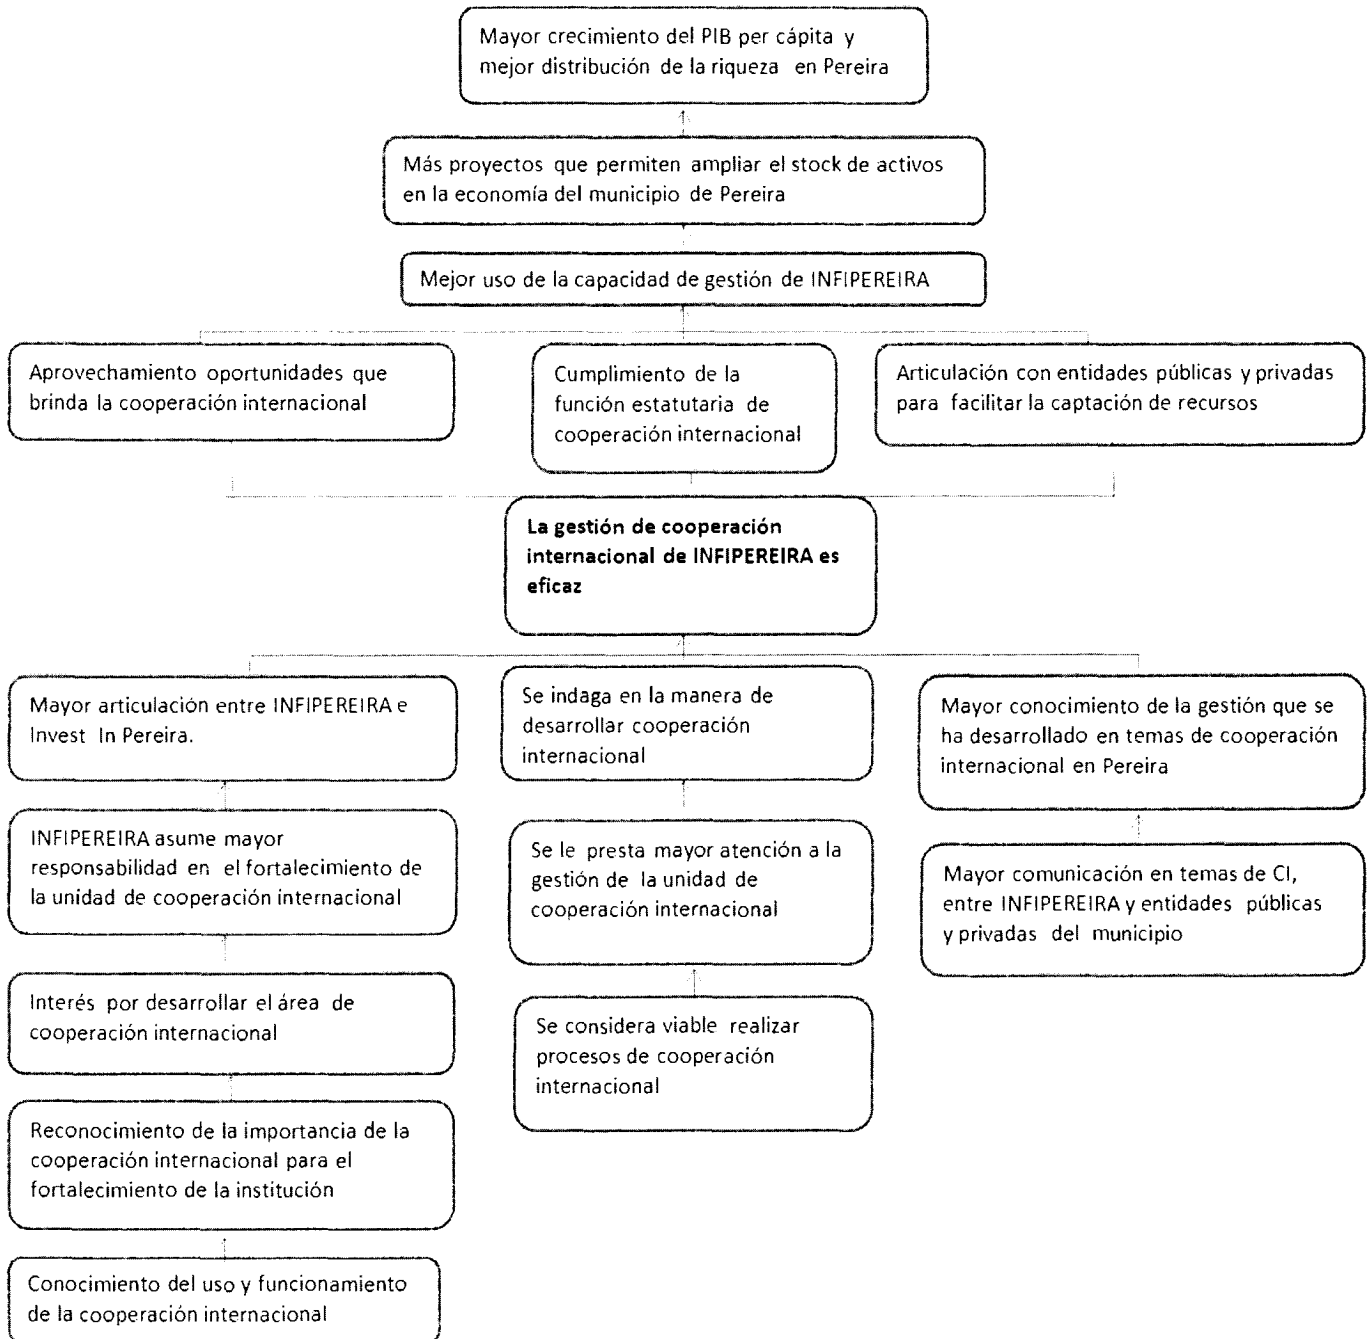 Mayor crecimiento del PIB per cápita y
mejor distribución de la riqueza en Pereira
Más proyectos que permiten ampliar el stock de activos
en la economía del municipio de Pereira
Mejor uso de la capacidad de gestión de INFIPEREIRA
Aprovechamiento oportunidades que
brinda la cooperación internacional
Cumplimiento de la
función estatutaria de
cooperación internacional
Articulación con entidades públicas y privadas
para facilitar la captación de recursos
La gestión de cooperación
internacional de INFIPEREIRA es
eficaz
Mayor articulación entre INFIPEREIRA e
Invest In Pereira.
Se indaga en la manera de
desarrollar cooperación
internacional
Mayor conocimiento de la gestión que se
ha desarrollado en temas de cooperación
internacional en Pereira
INFIPEREIRA asume mayor
responsabilidad en el fortalecimiento de
la unidad de cooperación internacional
Se le presta mayor atención a la
gestión de la unidad de
cooperación internacional
Mayor comunicación en temas de CI,
entre INFIPEREIRA y entidades públicas
y privadas del municipio
Interés por desarrollar el área de
cooperación internacional
Se considera viable realizar
procesos de cooperación
internacional
Reconocimiento de la importancia de la
cooperación internacional para el
fortalecimiento de la institución
Conocimiento del uso y funcionamiento
de la cooperación internacional